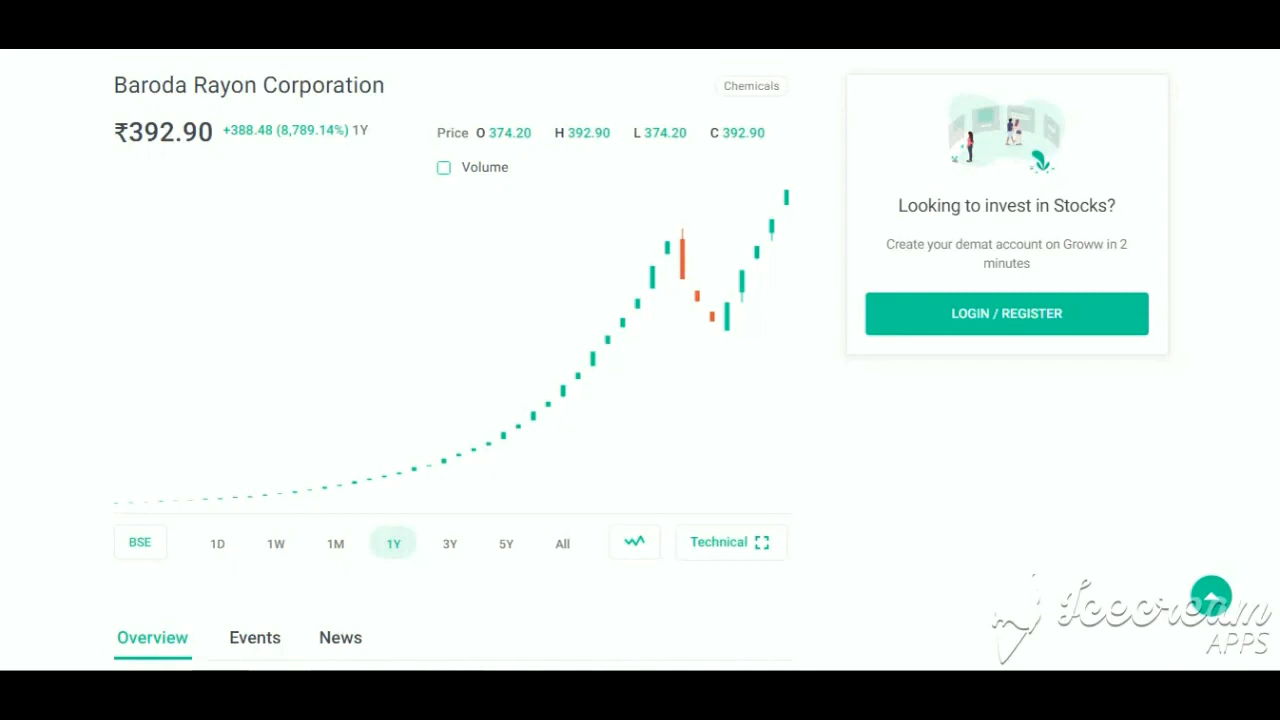 Baroda Rayon Corporation
Chemicals
₹392.90 +388.48 (8,789.14%) 1Y
Price O 374.20 H 392.90 L 374.20 C 392.90
Volume
Looking to invest in Stocks?
Create your demat account on Groww in 2
minutes
LOGIN / REGISTER
BSE 1D 1W 1M 1Y 3Y 5Y All Technical
Overview Events News
Icecream
APPS